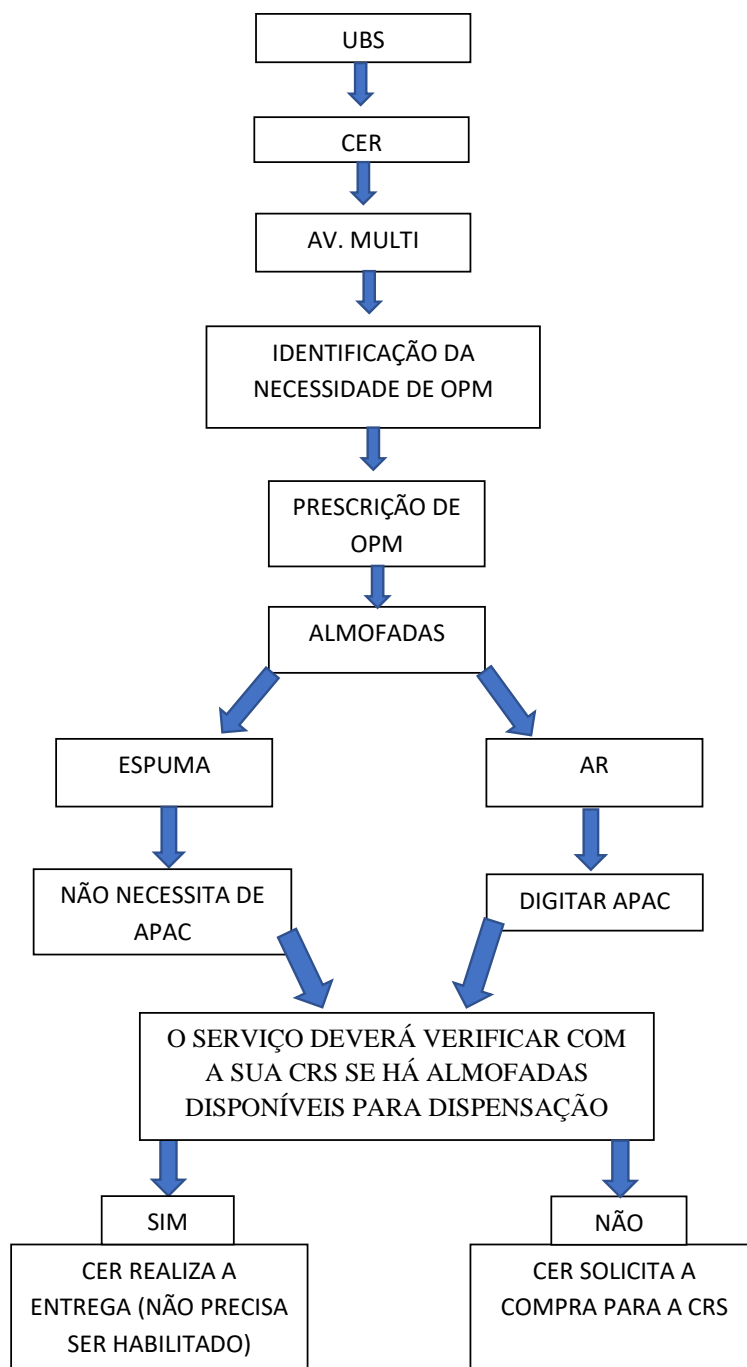 UBS
CER
AV. MULTI
IDENTIFICAÇÃO DA
NECESSIDADE DE OPM
PRESCRIÇÃO DE
OPM
ALMOFADAS
ESPUMA
AR
NÃO NECESSITA DE
APAC
DIGITAR APAC
O SERVIÇO DEVERÁ VERIFICAR COM
A SUA CRS SE HÁ ALMOFADAS
DISPONÍVEIS PARA DISPENSAÇÃO
SIM
NÃO
CER REALIZA A
ENTREGA (NÃO PRECISA
SER HABILITADO)
CER SOLICITA A
COMPRA PARA A CRS